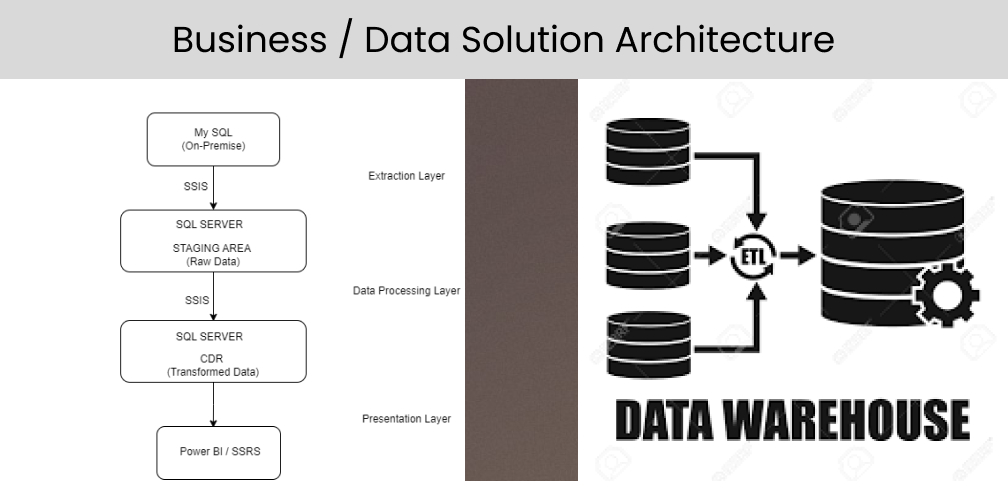 Business / Data Solution Architecture
My SQL
(On-Premise)
SSIS
Extraction Layer
SQL SERVER
STAGING AREA
(Raw Data)
SSIS
Data Processing Layer
SQL SERVER
CDR
(Transformed Data)
Presentation Layer
Power BI / SSRS
ETL
DATA WAREHOUSE